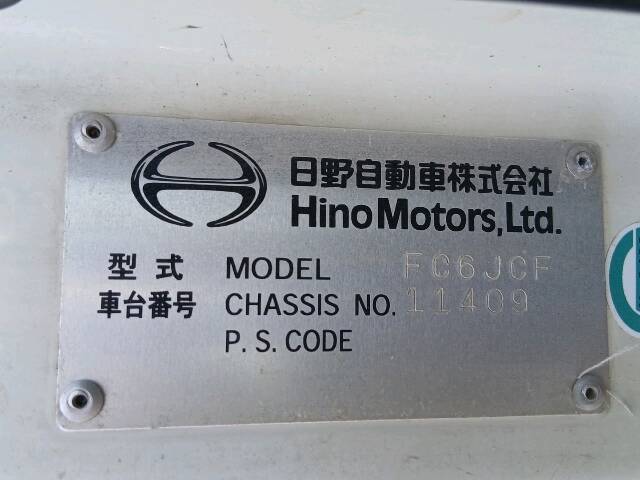 日野自動車株式会社
Hino Motors, Ltd.
型式 MODEL FC6JCF
車台番号 CHASSIS NO. 11409
P. S. CODE